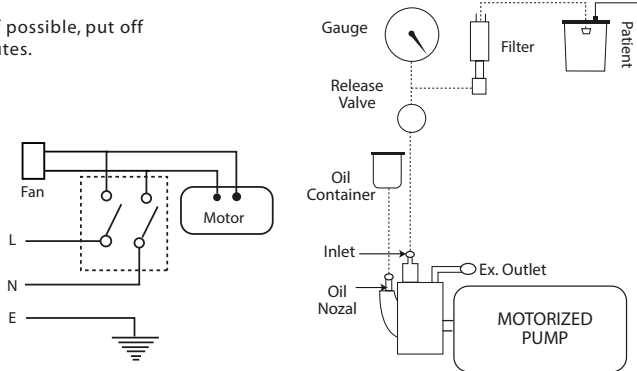 possible, put off
utes.
Fan
Motor
L
N
E
Gauge
Filter
Patient
Release
Valve
Oil
Container
Inlet
Ex. Outlet
Oil
Nozal
MOTORIZED
PUMP